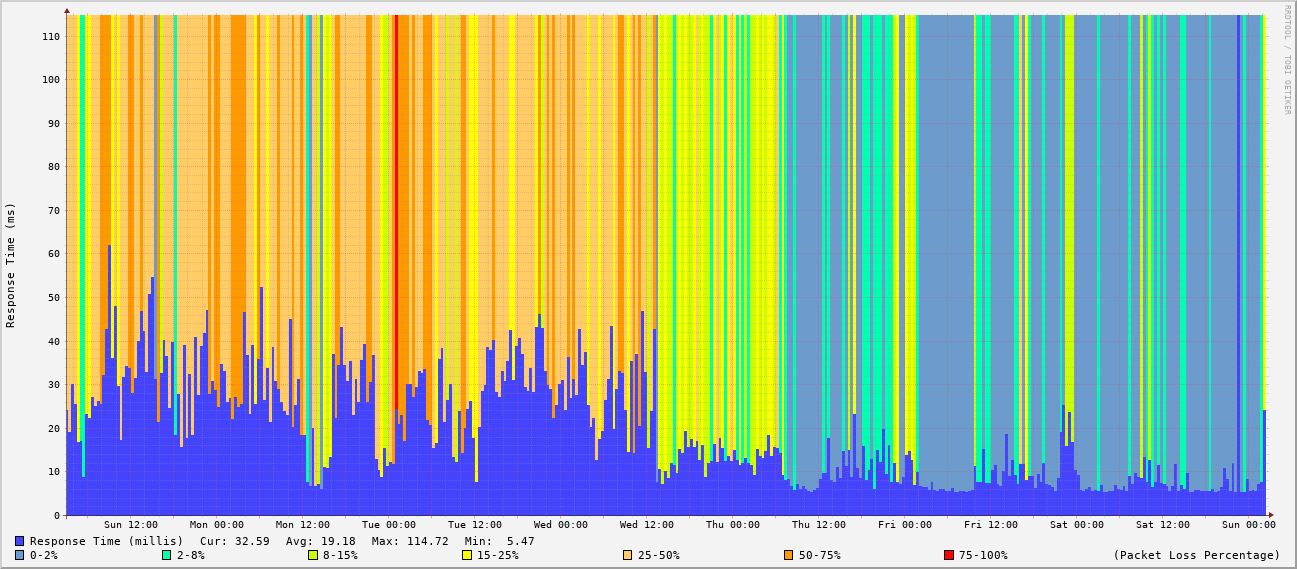 RRDTOOL / TOBI OETIKER
Response Time (ms)
110
100
90
80
70
60
50
40
30
20
10
0
Sun 12:00 Mon 00:00 Mon 12:00 Tue 00:00 Tue 12:00 Wed 00:00 Wed 12:00 Thu 00:00 Thu 12:00 Fri 00:00 Fri 12:00 Sat 00:00 Sat 12:00 Sun 00:00
Response Time (millis) Cur: 32.59 Avg: 19.18 Max: 114.72 Min: 5.47
0-2% 2-8% 8-15% 15-25% 25-50% 50-75% 75-100% (Packet Loss Percentage)